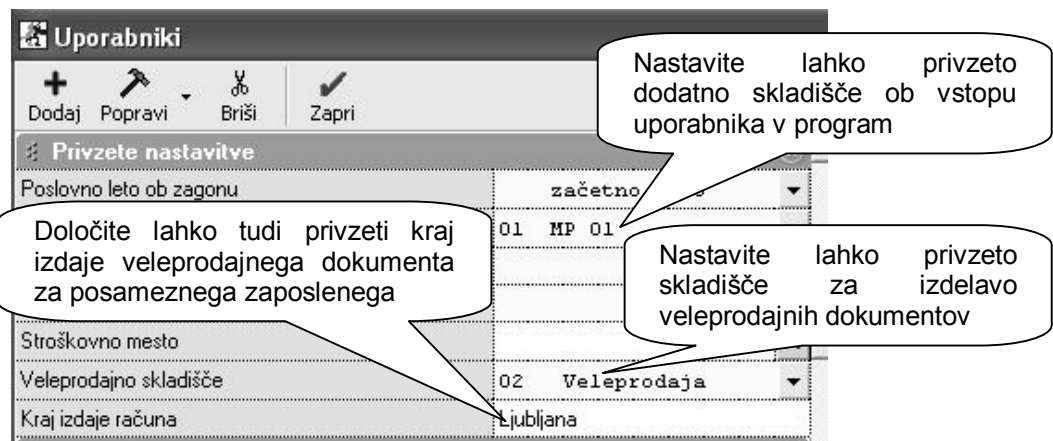 Uporabniki
Dodaj Popravi Briši Zapri
Privzete nastavitve
Nastavite lahko privzeto
dodatno skladišče ob vstopu
uporabnika v program
Poslovno leto ob zagonu
začetno
01 MP 01
Določite lahko tudi privzeti kraj
izdaje veleprodajnega dokumenta
za posameznega zaposlenega
Nastavite lahko privzeto
skladišče za izdelavo
veleprodajnih dokumentov
Stroškovno mesto
Veleprodajno skladišče 02 Veleprodaja
Kraj izdaje računa Ljubljana